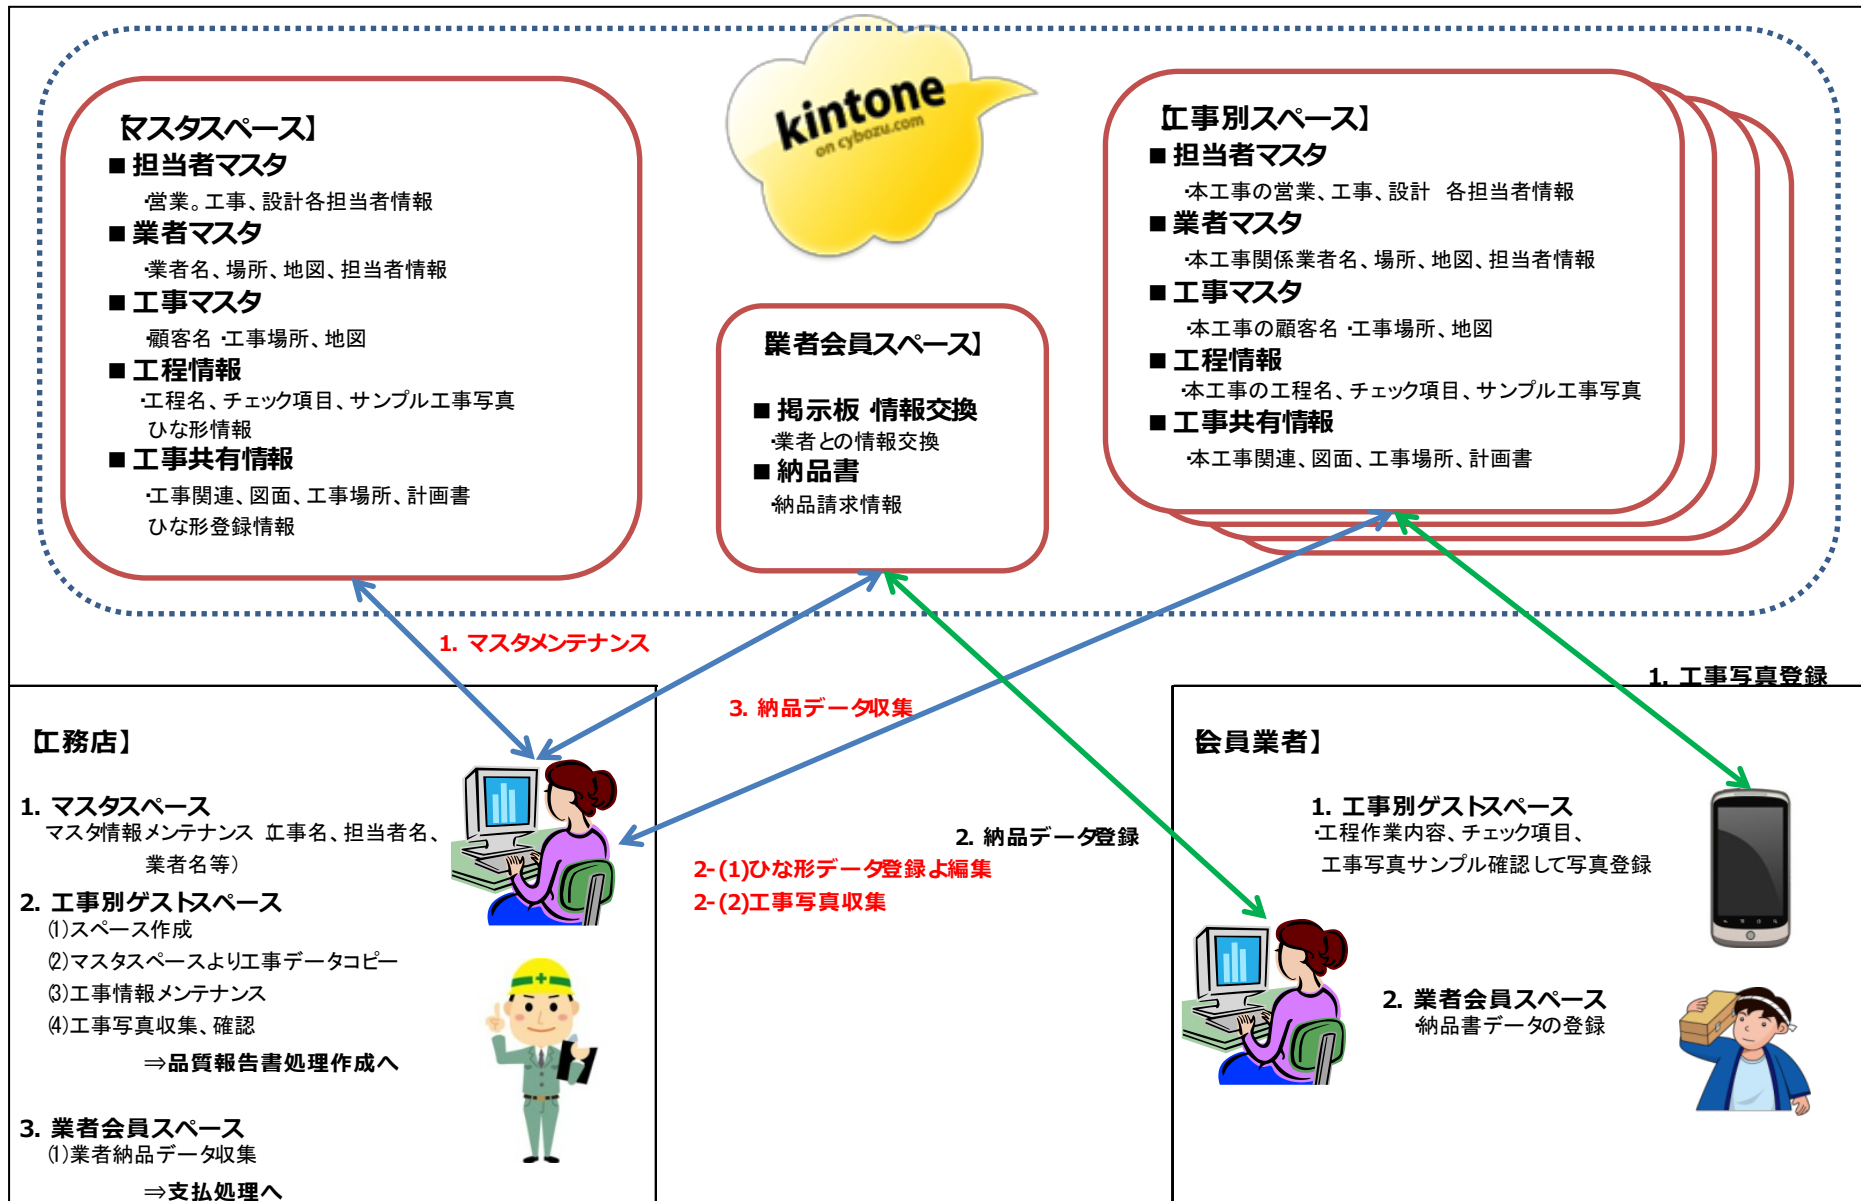 kintone
on cybozu.com
【マスタスペース】
■ 担当者マスタ
・営業。工事、設計各担当者情報
■ 業者マスタ
・業者名、場所、地図、担当者情報
■ 工事マスタ
・顧客名・工事場所、地図
■ 工程情報
・工程名、チェック項目、サンプル工事写真
ひな形情報
■ 工事共有情報
・工事関連、図面、工事場所、計画書
ひな形登録情報
【業者会員スペース】
■ 掲示板・情報交換
・業者との情報交換
■ 納品書
・納品請求情報
【工事別スペース】
■ 担当者マスタ
・本工事の営業、工事、設計　各担当者情報
■ 業者マスタ
・本工事関係業者名、場所、地図、担当者情報
■ 工事マスタ
・本工事の顧客名・工事場所、地図
■ 工程情報
・本工事の工程名、チェック項目、サンプル工事写真
■ 工事共有情報
・本工事関連、図面、工事場所、計画書
1. マスタメンテナンス
3. 納品データ収集
2. 納品データ登録
2-(1)ひな形データ登録よ編集
2-(2)工事写真収集
1. 工事写真登録
【工務店】
1. マスタスペース
マスタ情報メンテナンス（工事名、担当者名、
業者名等）
2. 工事別ゲストスペース
(1)スペース作成
(2)マスタスペースより工事データコピー
(3)工事情報メンテナンス
(4)工事写真収集、確認
⇒品質報告書処理作成へ
3. 業者会員スペース
(1)業者納品データ収集
⇒支払処理へ
【会員業者】
1. 工事別ゲストスペース
・工程作業内容、チェック項目、
工事写真サンプル確認して写真登録
2. 業者会員スペース
・納品書データの登録